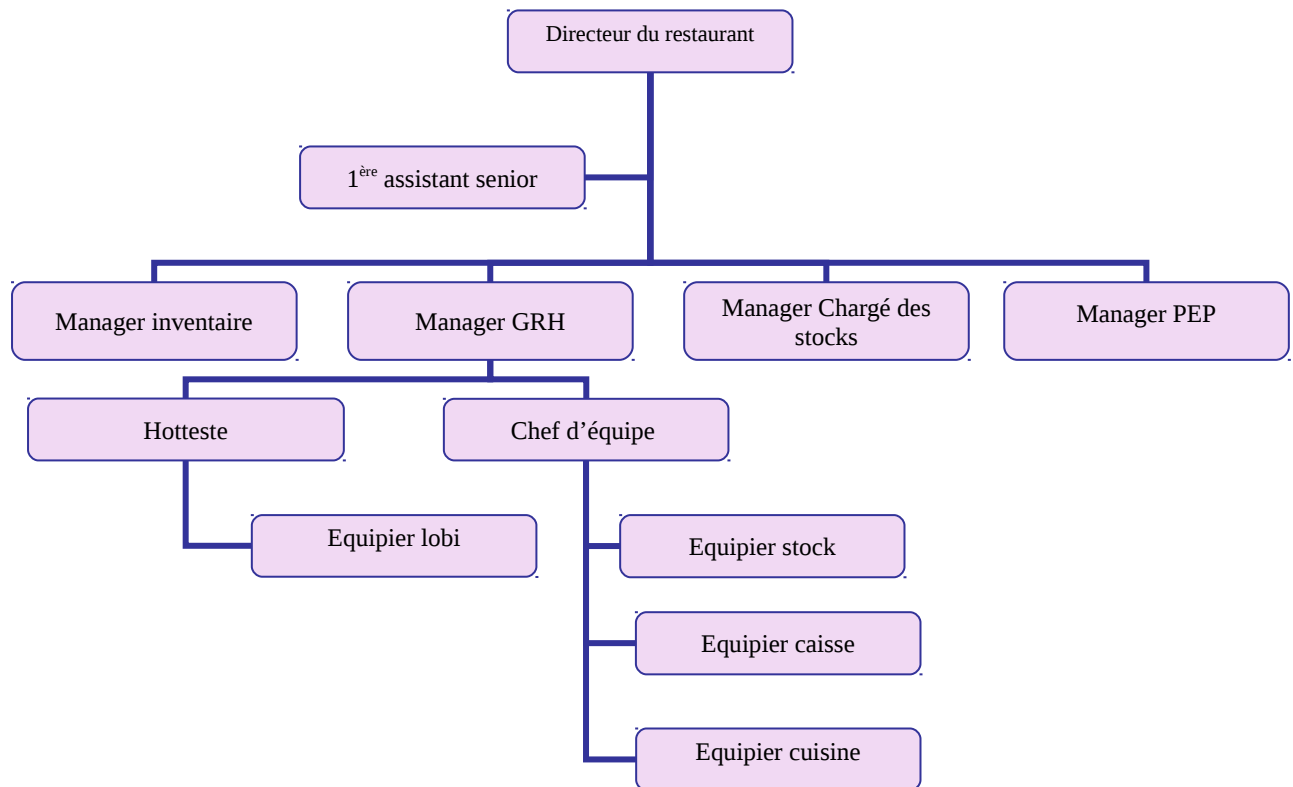 Directeur du restaurant
1ère assistant senior
Manager inventaire
Manager GRH
Manager Chargé des
stocks
Manager PEP
Hotteste
Chef d’équipe
Equipier lobi
Equipier stock
Equipier caisse
Equipier cuisine